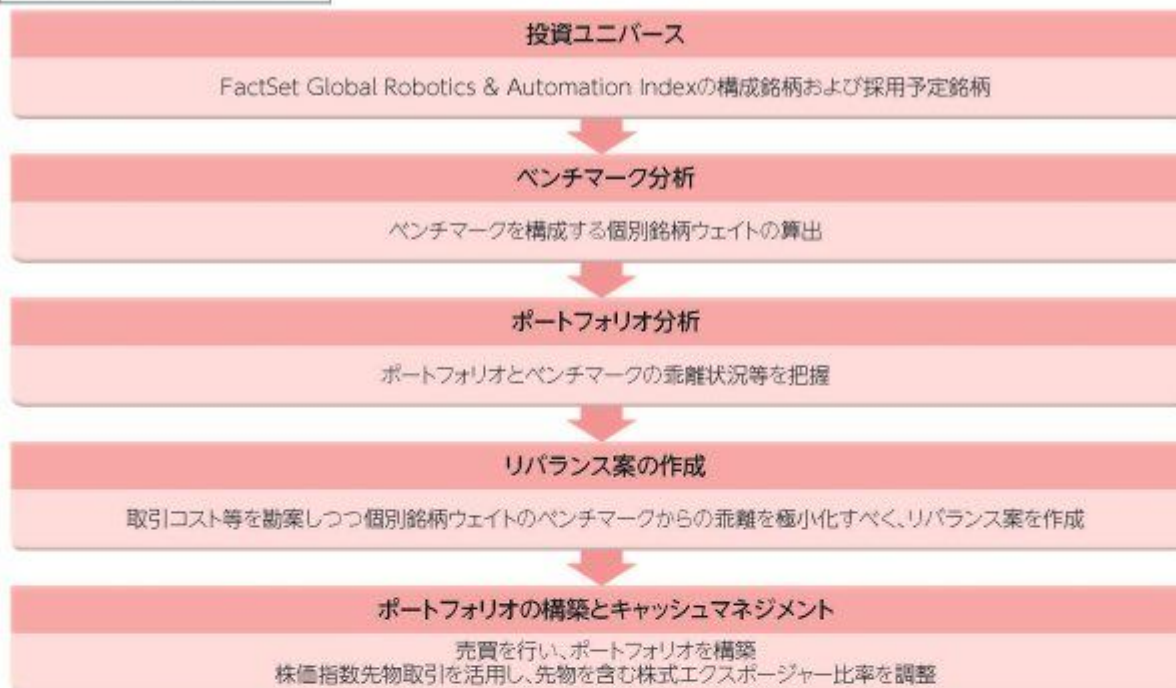 投資ユニバース
FactSet Global Robotics & Automation Indexの構成銘柄および採用予定銘柄
ベンチマーク分析
ベンチマークを構成する個別銘柄ウェイトの算出
ポートフォリオ分析
ポートフォリオとベンチマークの乖離状況等を把握
リバランス案の作成
取引コスト等を勘案しつつ個別銘柄ウェイトのベンチマークからの乖離を極小化すべく、リバランス案を作成
ポートフォリオの構築とキャッシュマネジメント
売買を行い、ポートフォリオを構築
株価指数先物取引を活用し、先物を含む株式エクスポージャー比率を調整